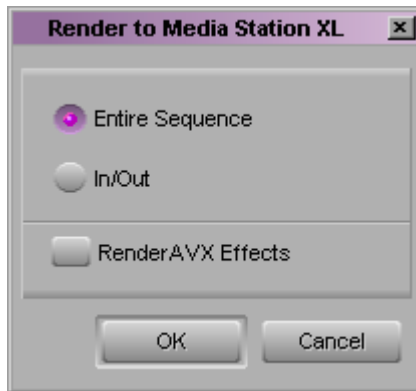 Render to Media Station XL
Entire Sequence
In/Out
RenderAVX Effects
OK Cancel